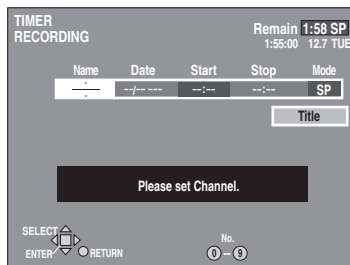 TIMER
RECORDING
Remain 1:58 SP
1:55:00 12.7 TUE
Name Date Start Stop Mode
--/-- --- --:-- --:-- SP
Title
Please set Channel.
SELECT
ENTER
RETURN
No.
0 -- 9